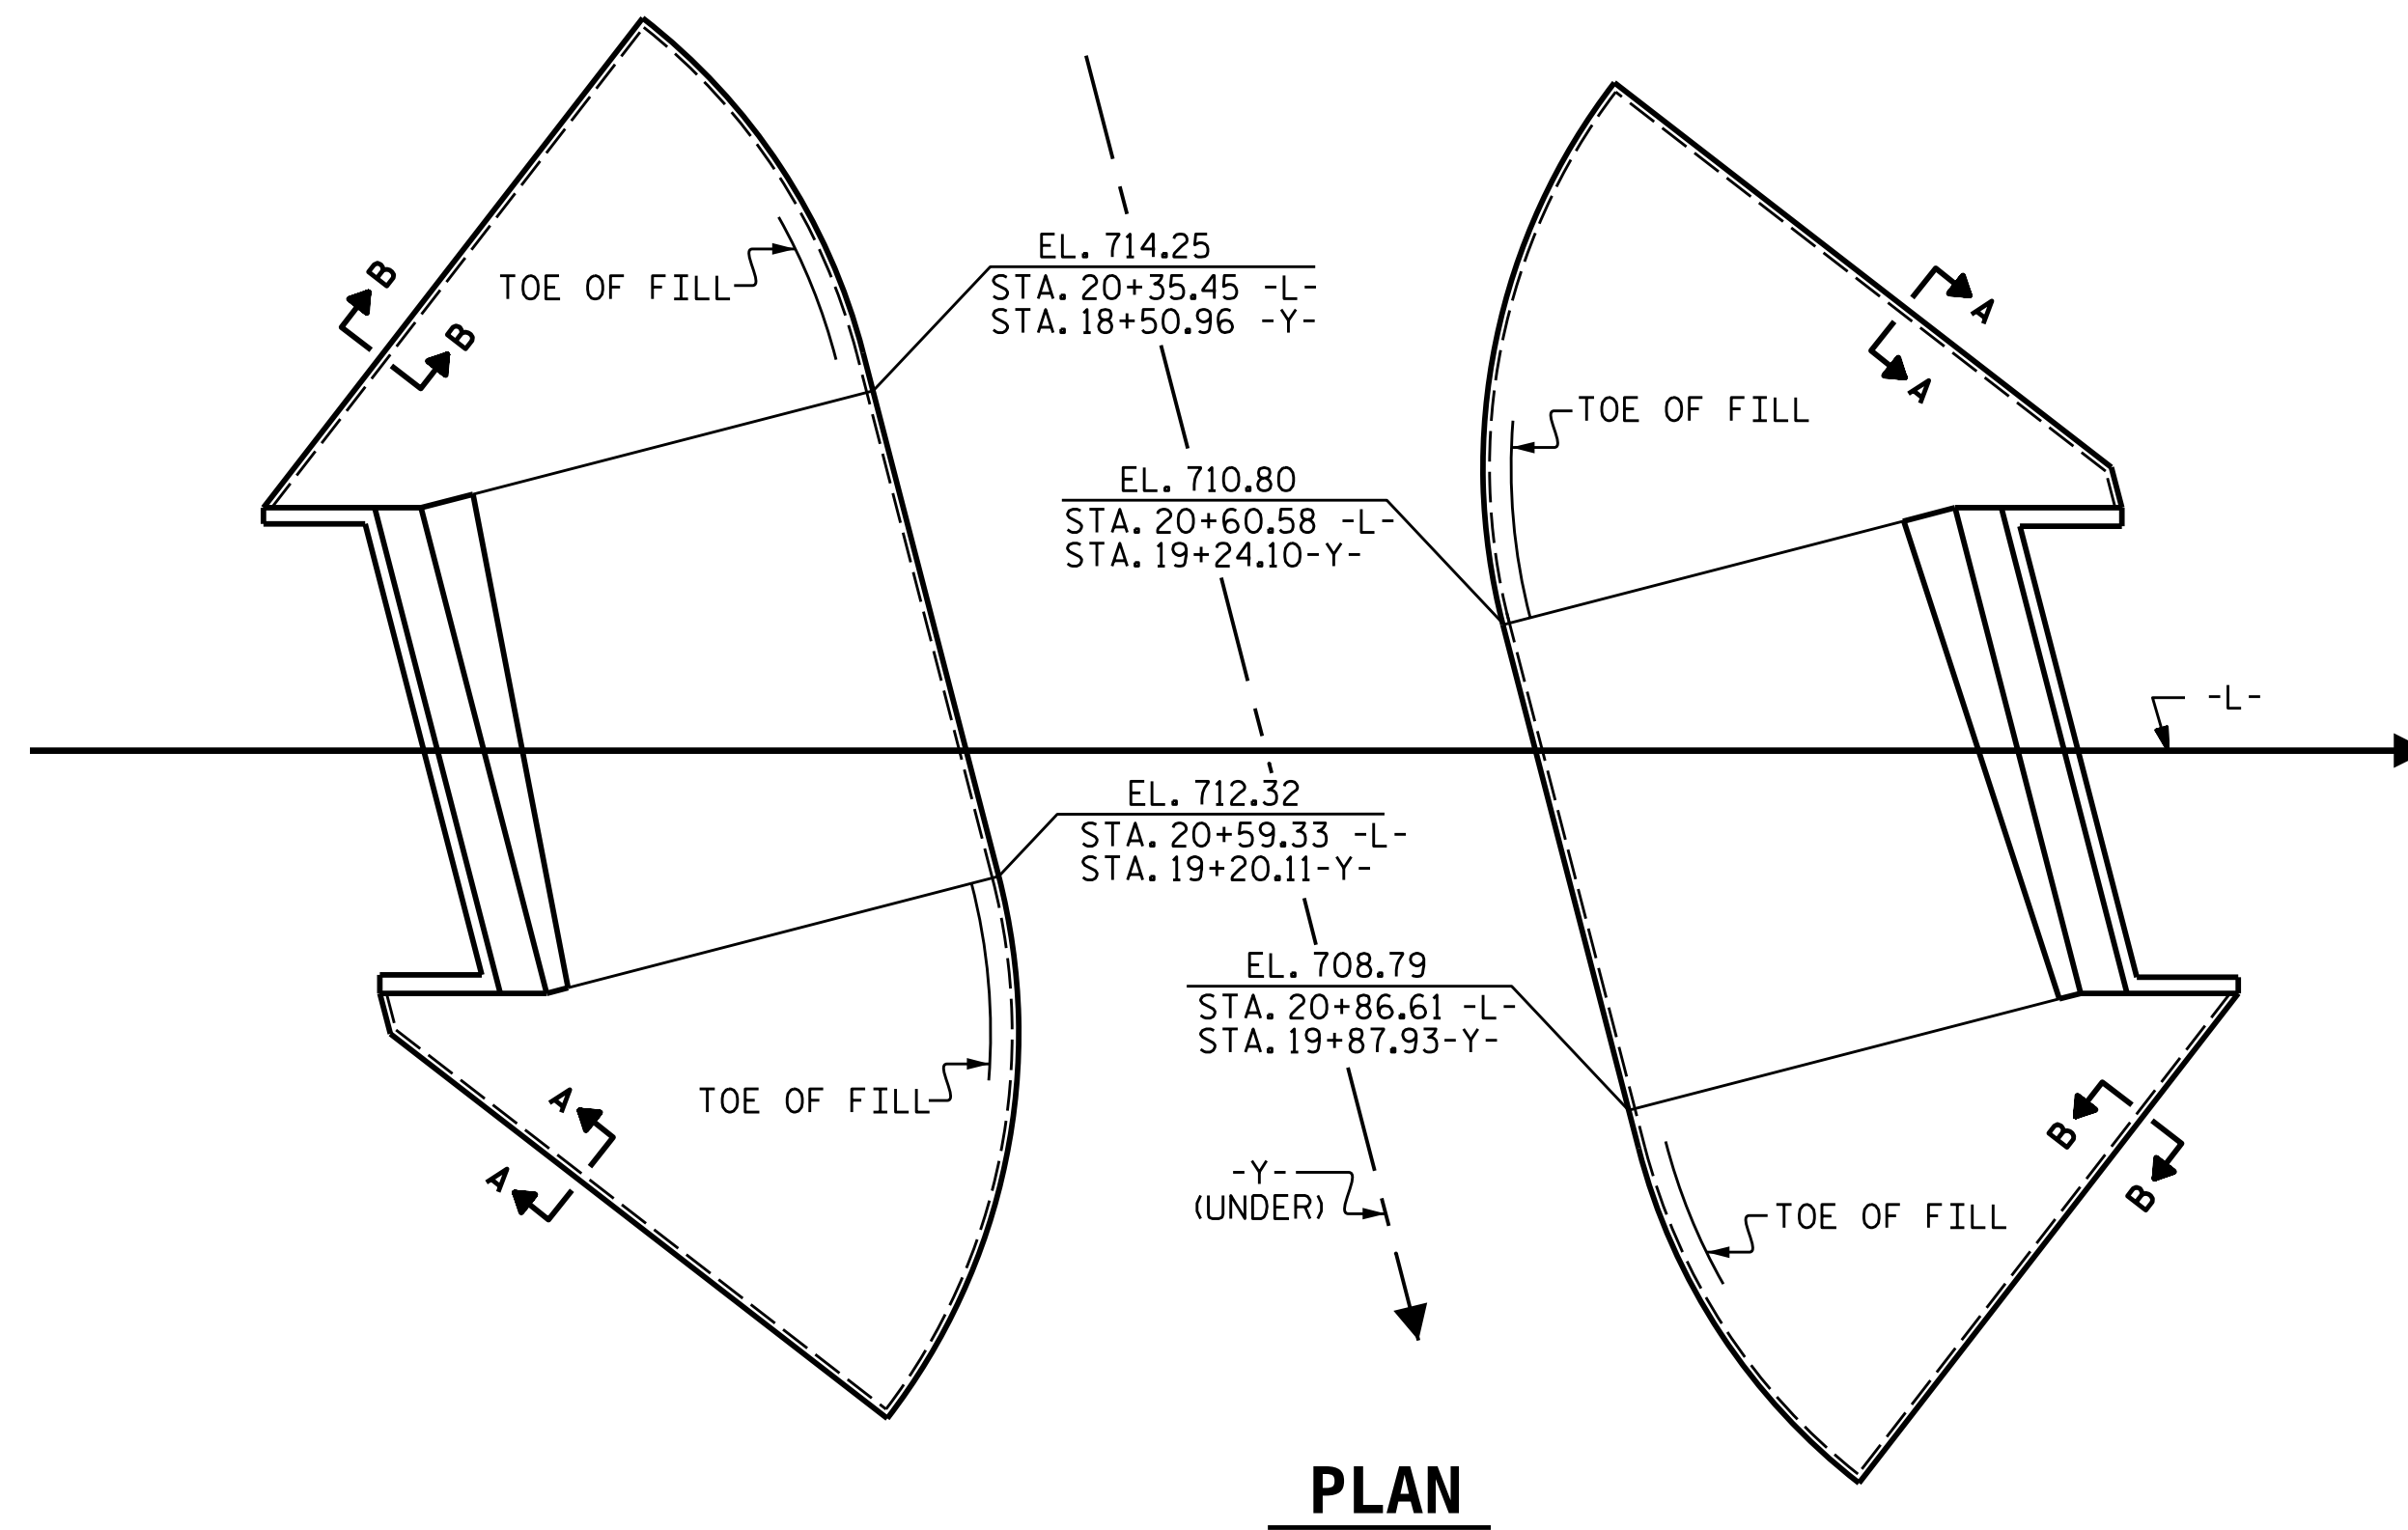 B
B
TOE OF FILL
EL. 714.25
STA. 20+35.45 -L-
STA. 18+50.96 -Y-
A
A
TOE OF FILL
EL. 710.80
STA. 20+60.58 -L-
STA. 19+24.10-Y-
-L-
EL. 712.32
STA. 20+59.33 -L-
STA. 19+20.11-Y-
EL. 708.79
STA. 20+86.61 -L-
STA. 19+87.93-Y-
TOE OF FILL
A
A
B
B
-Y-
(UNDER)
TOE OF FILL
PLAN